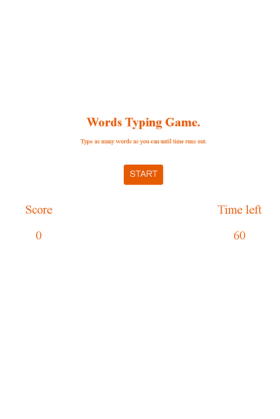 Words Typing Game.
Type as many words as you can until time runs out.
START
Score
Time left
0
60